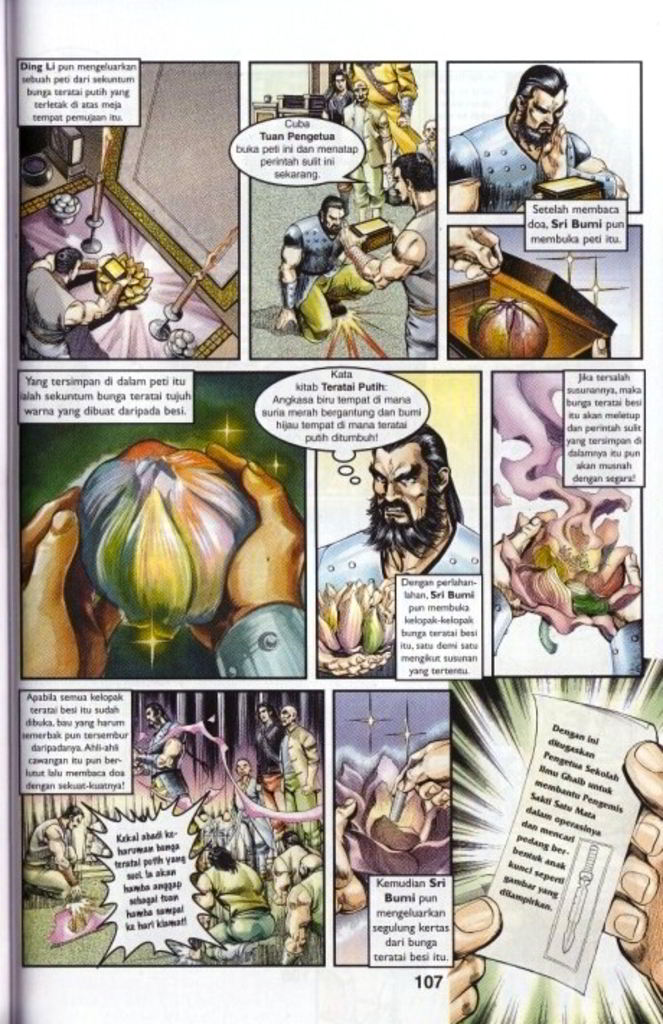 Ding Li pun mengeluarkan
sebuah peti dari sekuntum
bunga teratai putih yang
terletak di atas meja
tempat pemujaan itu.
Cuba
Tuan Pengetua
buka peti ini dan menatap
perintah sulit ini
sekarang.
Setelah membaca
doa, Sri Bumi pun
membuka peti itu.
Yang tersimpan di dalam peti itu
ialah sekuntum bunga teratai tujuh
warna yang dibuat daripada besi.
Kata
kitab Teratai Putih:
Angkasa biru tempat di mana
suria merah bergantung dan bumi
hijau tempat di mana teratai
putih ditumbuh!
Dengan perlahan-
lahan, Sri Bumi
pun membuka
kelopak-kelopak
bunga teratai besi
itu, satu demi satu
mengikut susunan
yang tertentu.
Jika tersalah
susunannya, maka
bunga teratai besi
itu akan meletup
dan perintah sulit
yang tersimpan di
dalamnya itu pun
akan musnah
dengan segera!
Apabila semua kelopak
teratai besi itu sudah
dibuka, bau yang harum
semerbak pun tersembur
daripadanya. Ahli-ahli
cawangan itu pun ber-
lutut lalu membaca doa
dengan sekuat-kuatnya!
Kekal abadi ke-
haruman bunga
teratai putih yang
hamba anggap
sebagai tuan
hamba sampai
ke hari kiamat!
Kemudian Sri
Bumi pun
mengeluarkan
segulung kertas
dari bunga
teratai besi itu.
Dengan ini
ditugaskan
Pengetua Sekolah
Ilmu Ghaib untuk
membantu Pengemis
Sakti Satu Mata
dalam operasinya
dan mencari
pedang ber-
bentuk anak
kunci seperti
gambar yang
dilampirkan.
107